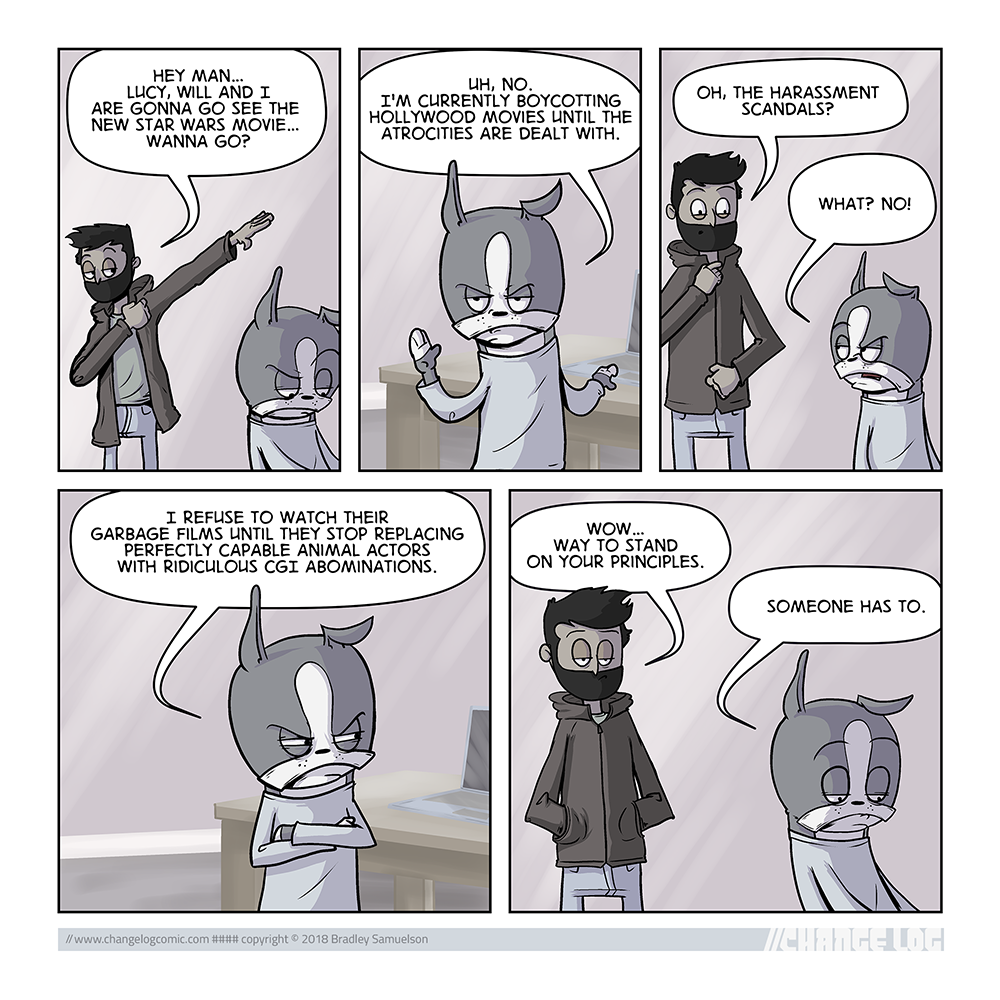 HEY MAN...
LUCY, WILL AND I
ARE GONNA GO SEE THE
NEW STAR WARS MOVIE...
WANNA GO?
UH, NO.
I'M CURRENTLY BOYCOTTING
HOLLYWOOD MOVIES UNTIL THE
ATROCITIES ARE DEALT WITH.
OH, THE HARASSMENT
SCANDALS?
WHAT? NO!
I REFUSE TO WATCH THEIR
GARBAGE FILMS UNTIL THEY STOP REPLACING
PERFECTLY CAPABLE ANIMAL ACTORS
WITH RIDICULOUS CGI ABOMINATIONS.
WOW...
WAY TO STAND
ON YOUR PRINCIPLES.
SOMEONE HAS TO.
//www.changelogcomic.com #### copyright © 2018 Bradley Samuelson
//CHANGE LOG